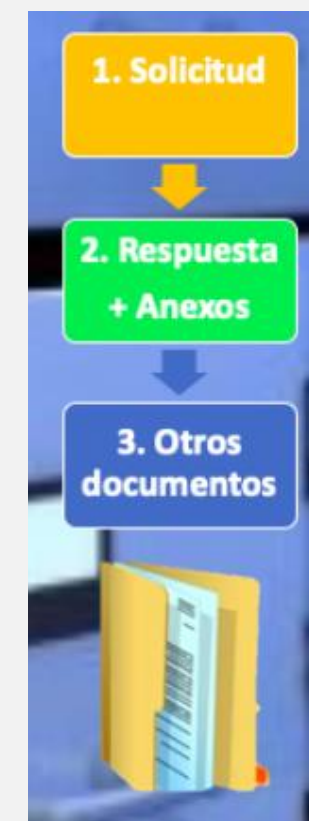 1. Solicitud
2. Respuesta
+ Anexos
3. Otros
documentos